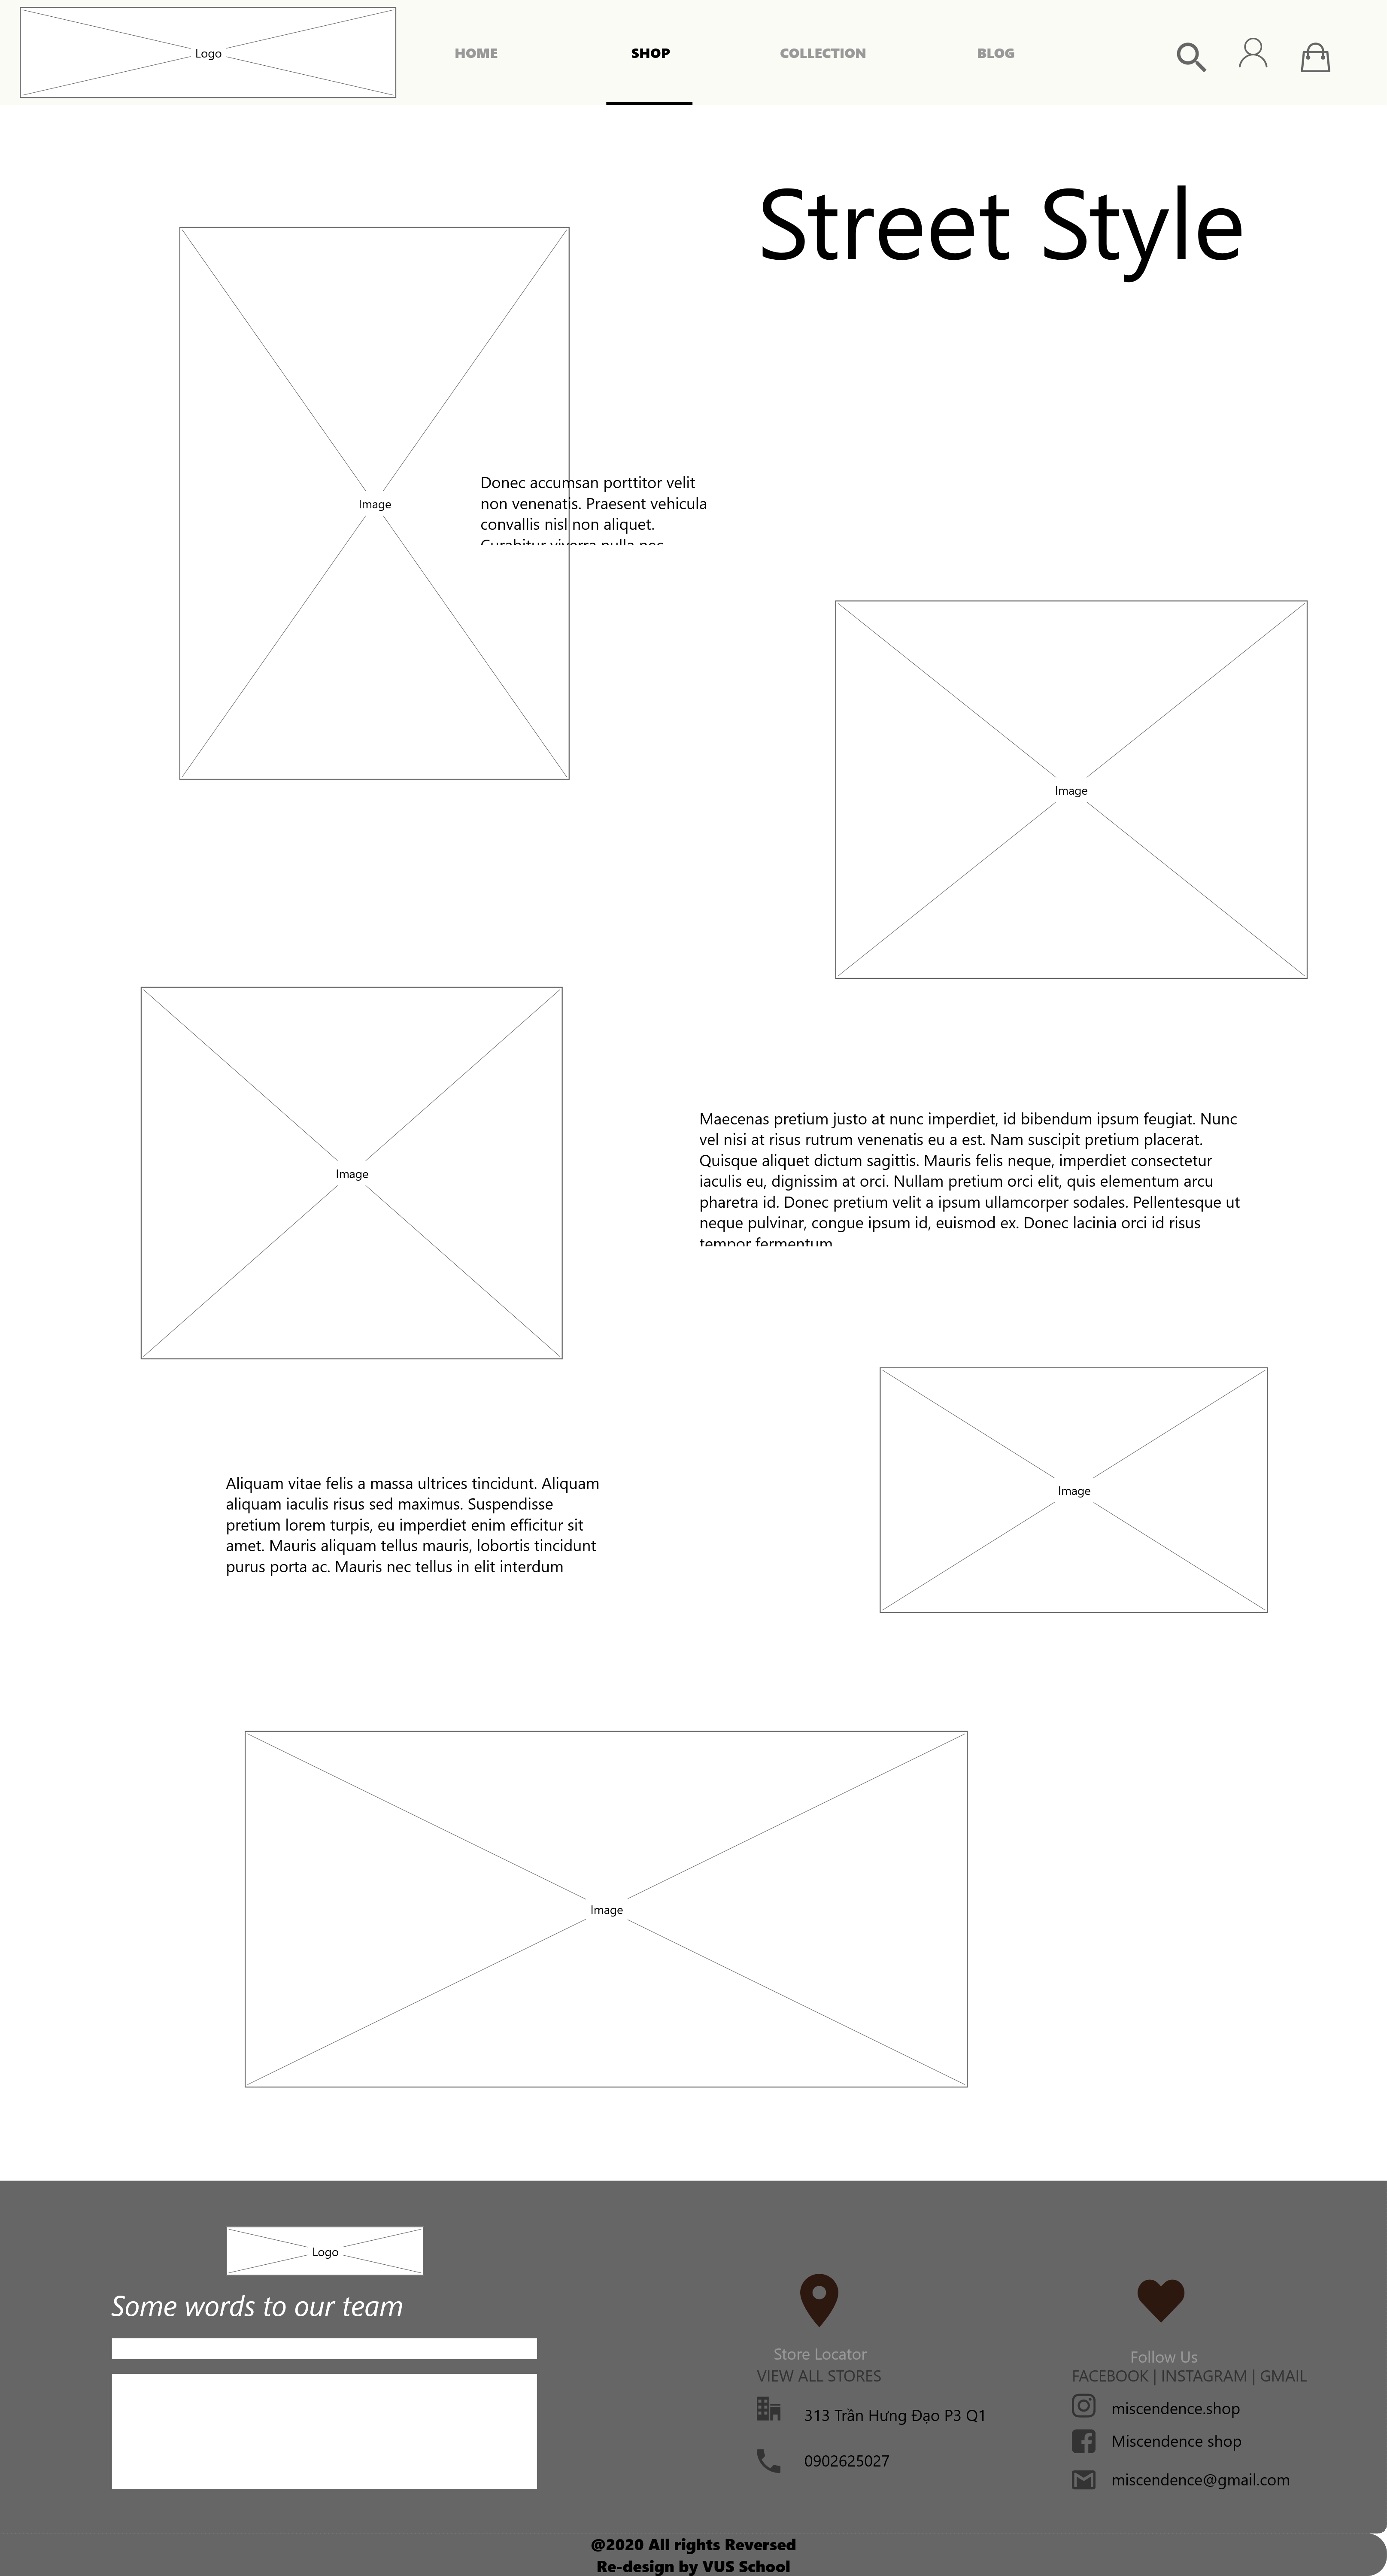 Logo
HOME
SHOP
COLLECTION
BLOG
Street Style
Donec accumsan porttitor velit
non venenatis. Praesent vehicula
convallis nisl non aliquet.
Curabitur viverra nulla nec
Image
Image
Image
Maecenas pretium justo at nunc imperdiet, id bibendum ipsum feugiat. Nunc
vel nisi at risus rutrum venenatis eu a est. Nam suscipit pretium placerat.
Quisque aliquet dictum sagittis. Mauris felis neque, imperdiet consectetur
iaculis eu, dignissim at orci. Nullam pretium orci elit, quis elementum arcu
pharetra id. Donec pretium velit a ipsum ullamcorper sodales. Pellentesque ut
neque pulvinar, congue ipsum id, euismod ex. Donec lacinia orci id risus
tempor fermentum
Image
Aliquam vitae felis a massa ultrices tincidunt. Aliquam
aliquam iaculis risus sed maximus. Suspendisse
pretium lorem turpis, eu imperdiet enim efficitur sit
amet. Mauris aliquam tellus mauris, lobortis tincidunt
purus porta ac. Mauris nec tellus in elit interdum
Image
Logo
Some words to our team
Store Locator
VIEW ALL STORES
313 Trần Hưng Đạo P3 Q1
0902625027
Follow Us
FACEBOOK | INSTAGRAM | GMAIL
miscendence.shop
Miscendence shop
miscendence@gmail.com
@2020 All rights Reversed
Re-design by VUS School